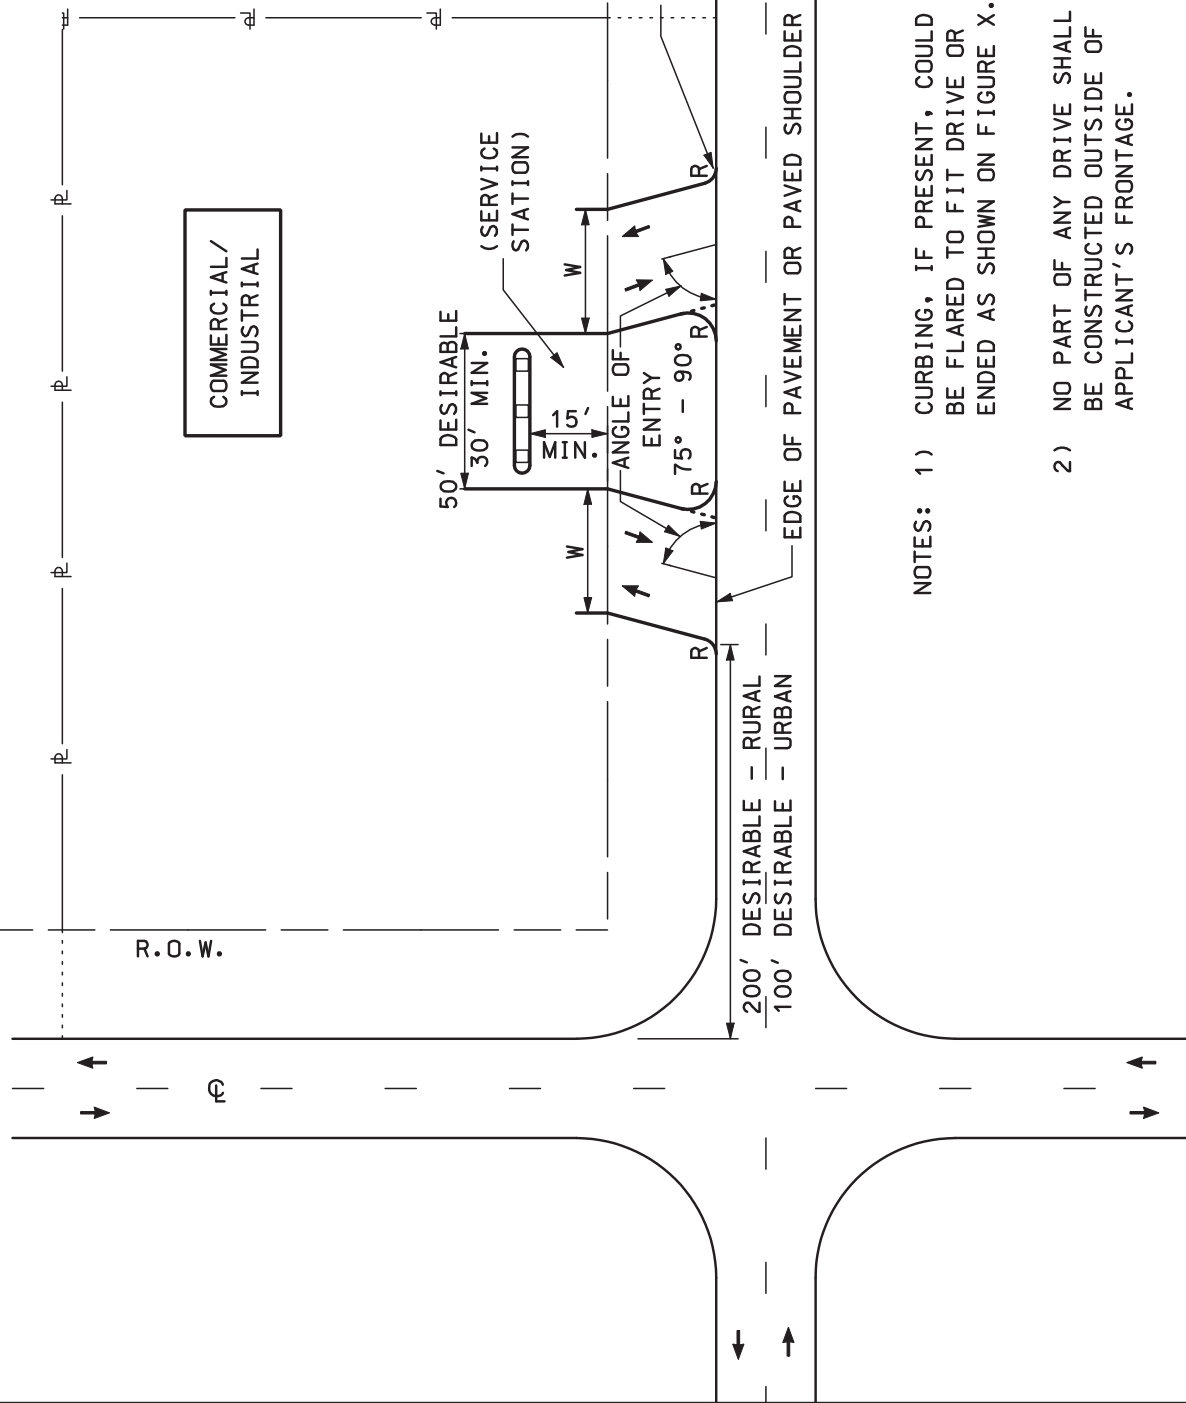 COMMERCIAL/
INDUSTRIAL
(SERVICE
STATION)
50' DESIRABLE
30' MIN.
15'
MIN.
W
W
ANGLE OF
ENTRY
75° - 90°
R
R
R
R
EDGE OF PAVEMENT OR PAVED SHOULDER
200' DESIRABLE - RURAL
100' DESIRABLE - URBAN
R.O.W.
℄
⅊
⅊
⅊
⅊
⅊
⅊
⅊
NOTES: 1) CURBING, IF PRESENT, COULD
BE FLARED TO FIT DRIVE OR
ENDED AS SHOWN ON FIGURE X.
2) NO PART OF ANY DRIVE SHALL
BE CONSTRUCTED OUTSIDE OF
APPLICANT'S FRONTAGE.